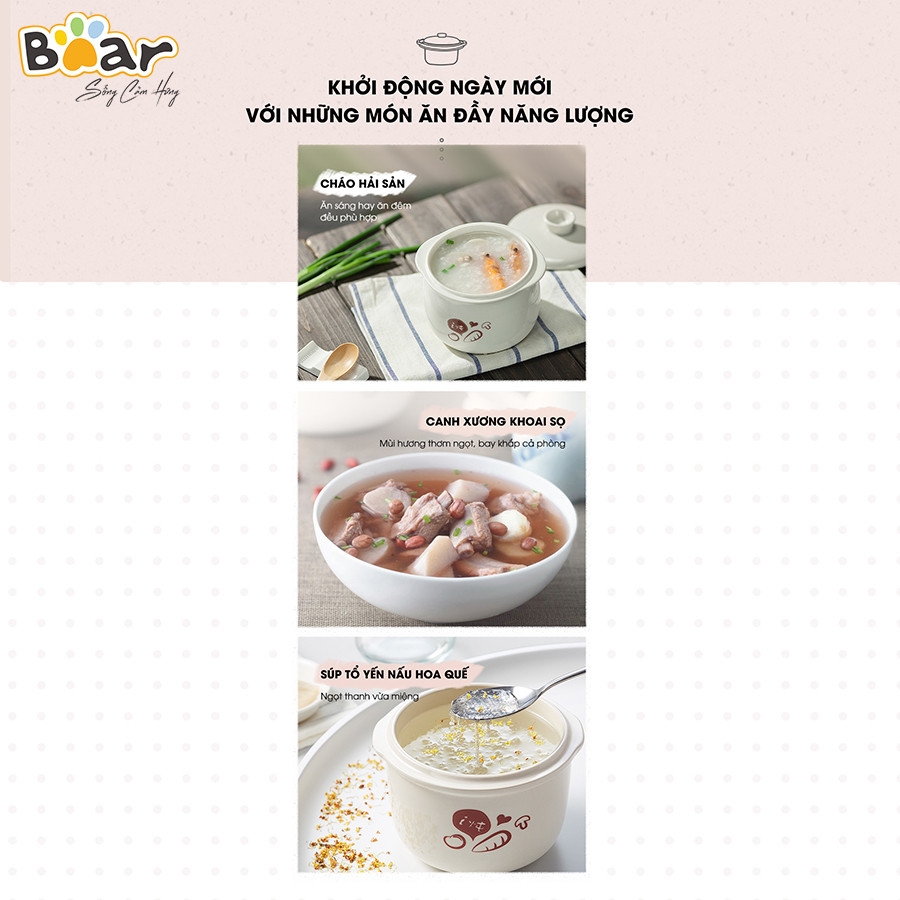 Bear
Sống Cảm Hứng
KHỞI ĐỘNG NGÀY MỚI
VỚI NHỮNG MÓN ĂN ĐẦY NĂNG LƯỢNG
CHÁO HẢI SẢN
Ăn sáng hay ăn đêm
đều phù hợp
CANH XƯƠNG KHOAI SỌ
Mùi hương thơm ngọt, bay khắp cả phòng
SÚP TỔ YẾN NẤU HOA QUẾ
Ngọt thanh vừa miệng